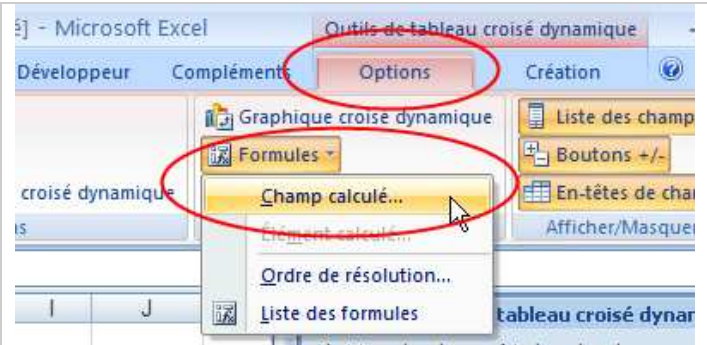 é] - Microsoft Excel Outils de tableau croisé dynamique
Développeur Compléments Options Création
Graphique croisé dynamique Liste des champ
Formules Boutons +/-
croisé dynamique Champ calculé... En-têtes de cha
Élément calculé... Afficher/Masquer
Ordre de résolution...
I J Liste des formules tableau croisé dynar